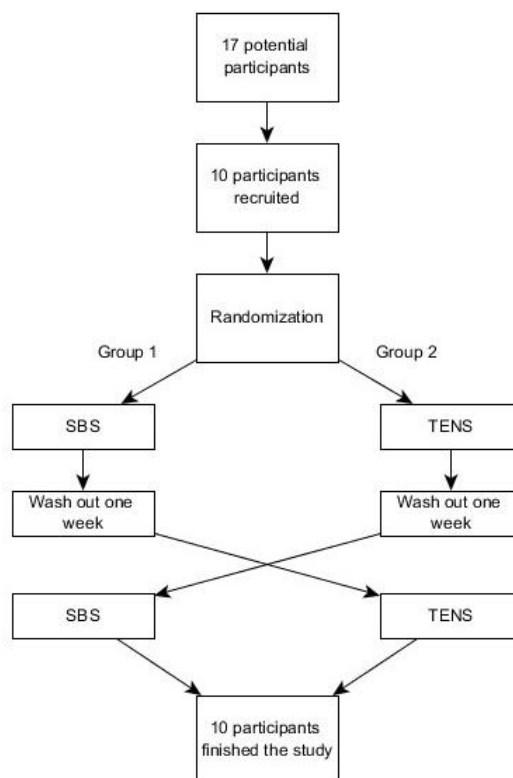 17 potential
participants
10 participants
recruited
Randomization
Group 1
Group 2
SBS
TENS
Wash out one
week
Wash out one
week
SBS
TENS
10 participants
finished the study